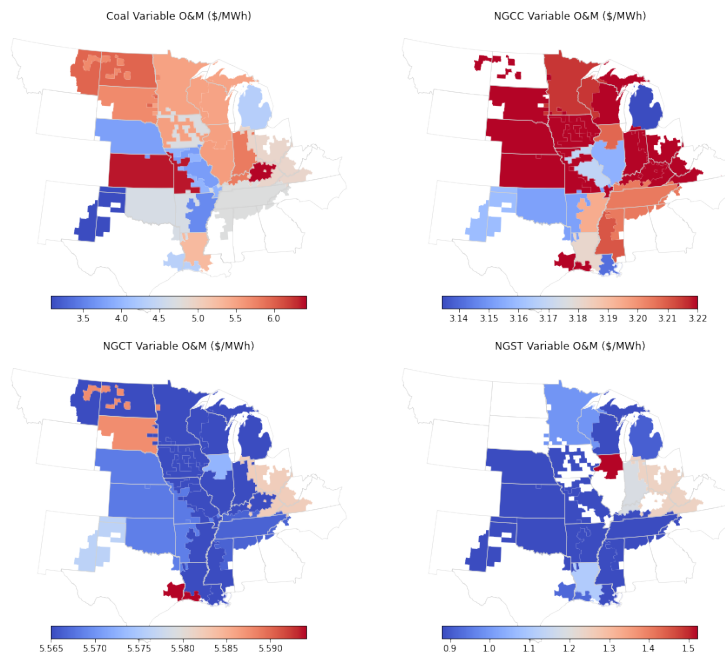 Coal Variable O&M ($/MWh)
NGCC Variable O&M ($/MWh)
3.5 4.0 4.5 5.0 5.5 6.0
3.14 3.15 3.16 3.17 3.18 3.19 3.20 3.21 3.22
NGCT Variable O&M ($/MWh)
NGST Variable O&M ($/MWh)
5.565 5.570 5.575 5.580 5.585 5.590
0.9 1.0 1.1 1.2 1.3 1.4 1.5